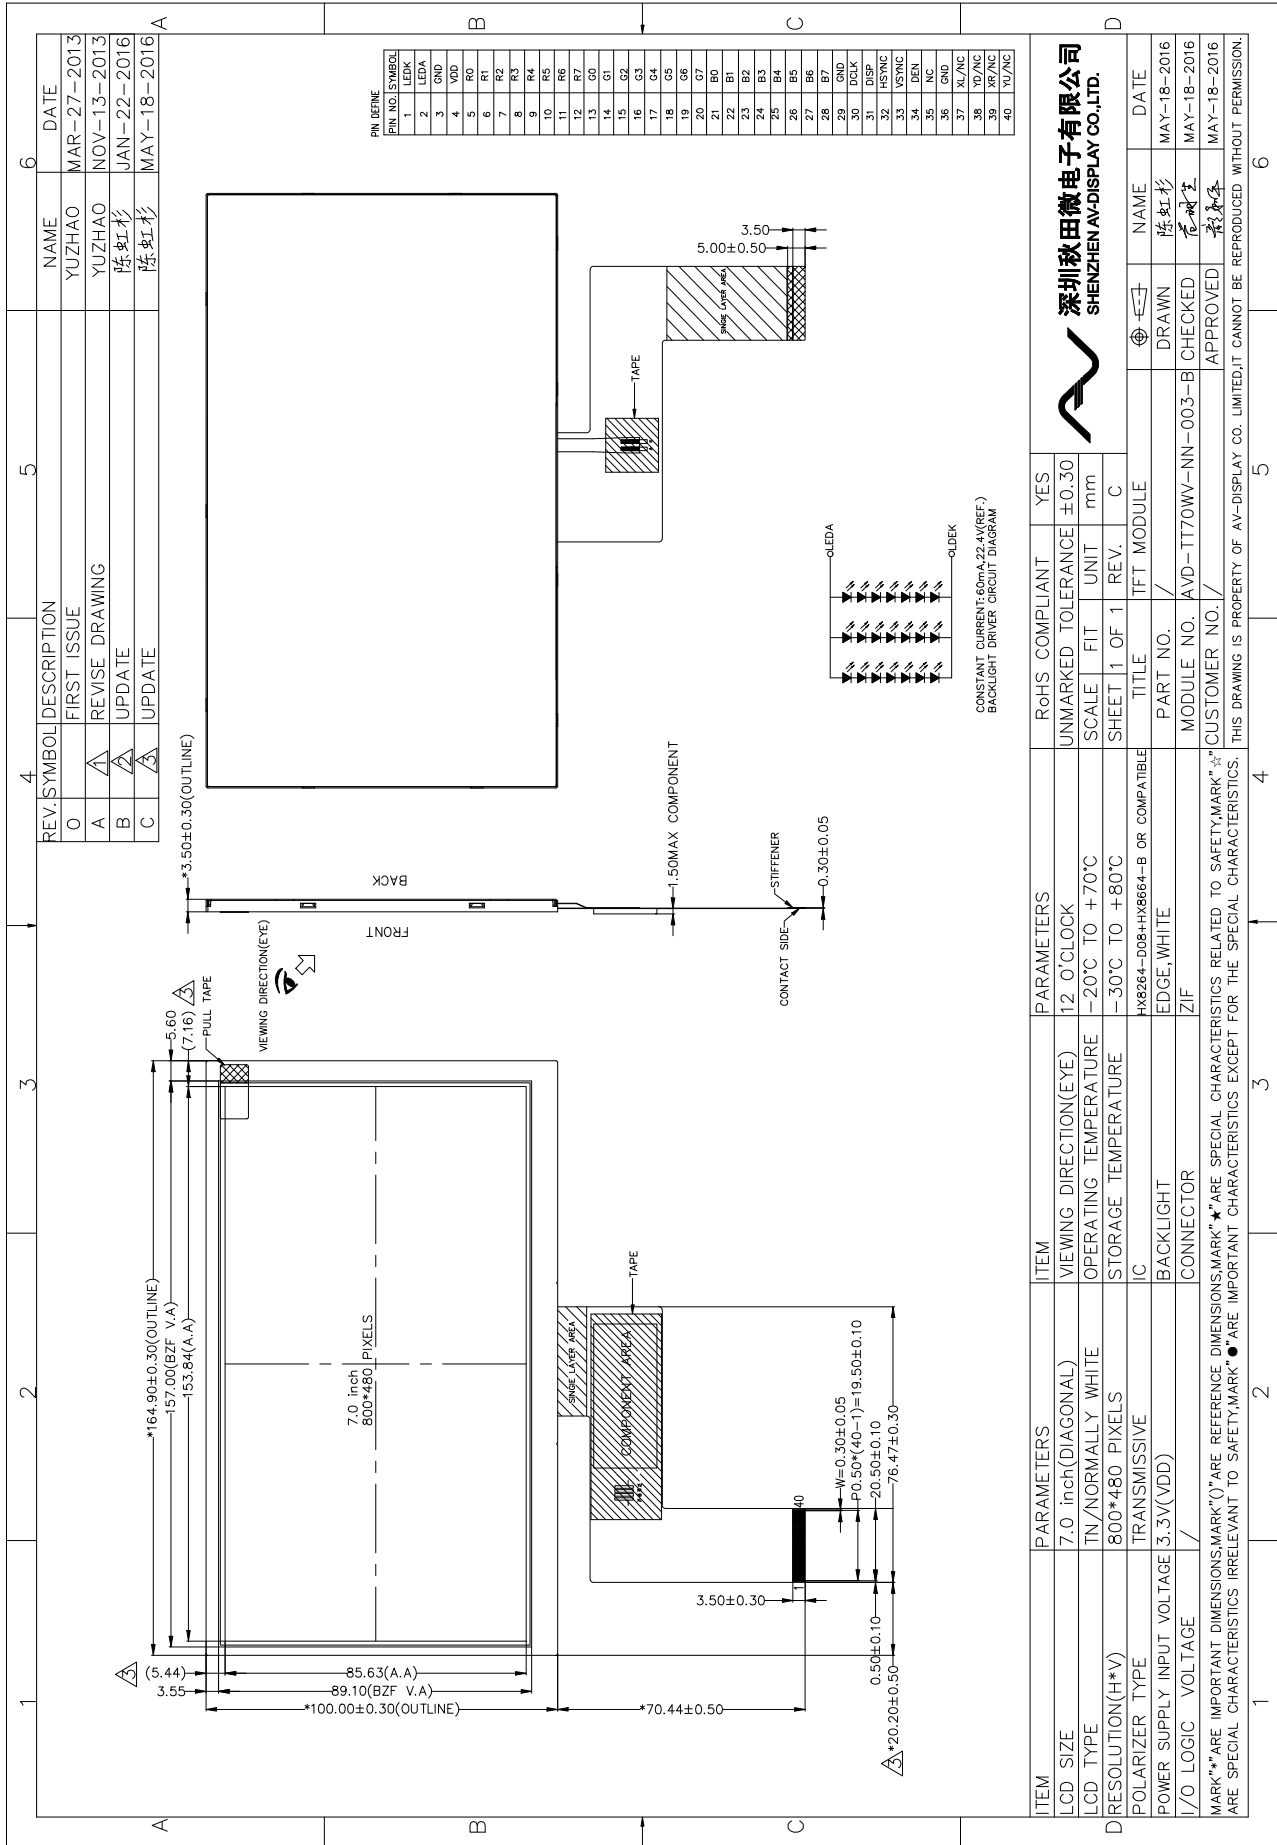 1
2
3
4
5
6
A
B
C
D
REV. SYMBOL DESCRIPTION NAME DATE
O FIRST ISSUE YUZHAO MAR-27-2013
A 1 REVISE DRAWING YUZHAO NOV-13-2013
B 2 UPDATE 陈虹杉 JAN-22-2016
C 3 UPDATE 陈虹杉 MAY-18-2016
*164.90±0.30(OUTLINE)
157.00(BZF V.A)
153.84(A.A)
5.60
(7.16) 3
PULL TAPE
3 (5.44)
3.55
85.63(A.A)
89.10(BZF V.A)
*100.00±0.30(OUTLINE)
*70.44±0.50
7.0 inch
800*480 PIXELS
SINGLE LAYER AREA
COMPONENT AREA
TAPE
1
40
3.50±0.30
W=0.30±0.05
P0.50*(40-1)=19.50±0.10
0.50±0.10
20.50±0.10
3 *20.20±0.50
76.47±0.30
VIEWING DIRECTION(EYE)
*3.50±0.30(OUTLINE)
FRONT
BACK
1.50MAX COMPONENT
STIFFENER
CONTACT SIDE
0.30±0.05
TAPE
SINGLE LAYER AREA
5.00±0.50
3.50
LEDA
LDEK
CONSTANT CURRENT:60mA,22.4V(REF.)
BACKLIGHT DRIVER CIRCUIT DIAGRAM
PIN DEFINE
PIN NO. SYMBOL
1 LEDK
2 LEDA
3 GND
4 VDD
5 R0
6 R1
7 R2
8 R3
9 R4
10 R5
11 R6
12 R7
13 G0
14 G1
15 G2
16 G3
17 G4
18 G5
19 G6
20 G7
21 B0
22 B1
23 B2
24 B3
25 B4
26 B5
27 B6
28 B7
29 GND
30 DCLK
31 DISP
32 HSYNC
33 VSYNC
34 DEN
35 NC
36 GND
37 XL/NC
38 YD/NC
39 XR/NC
40 YU/NC
ITEM PARAMETERS ITEM PARAMETERS
LCD SIZE 7.0 inch(DIAGONAL) VIEWING DIRECTION(EYE) 12 O'CLOCK
LCD TYPE TN/NORMALLY WHITE OPERATING TEMPERATURE -20°C TO +70°C
RESOLUTION(H*V) 800*480 PIXELS STORAGE TEMPERATURE -30°C TO +80°C
POLARIZER TYPE TRANSMISSIVE IC HX8264-D08+HX8664-B OR COMPATIBLE
POWER SUPPLY INPUT VOLTAGE 3.3V(VDD) BACKLIGHT EDGE,WHITE
I/O LOGIC VOLTAGE / CONNECTOR ZIF
RoHS COMPLIANT YES
UNMARKED TOLERANCE ±0.30
SCALE FIT UNIT mm
SHEET 1 OF 1 REV. C
TITLE TFT MODULE
PART NO. /
MODULE NO. AVD-TT70WV-NN-003-B
CUSTOMER NO. /
深圳秋田微电子有限公司
SHENZHEN AV-DISPLAY CO.,LTD.
NAME DATE
DRAWN 陈虹杉 MAY-18-2016
CHECKED MAY-18-2016
APPROVED MAY-18-2016
MARK"*"ARE IMPORTANT DIMENSIONS,MARK"()"ARE REFERENCE DIMENSIONS,MARK"★"ARE SPECIAL CHARACTERISTICS RELATED TO SAFETY,MARK"☆"
ARE SPECIAL CHARACTERISTICS IRRELEVANT TO SAFETY,MARK"●"ARE IMPORTANT CHARACTERISTICS EXCEPT FOR THE SPECIAL CHARACTERISTICS.
THIS DRAWING IS PROPERTY OF AV-DISPLAY CO. LIMITED,IT CANNOT BE REPRODUCED WITHOUT PERMISSION.
1
2
3
4
5
6
A
B
C
D